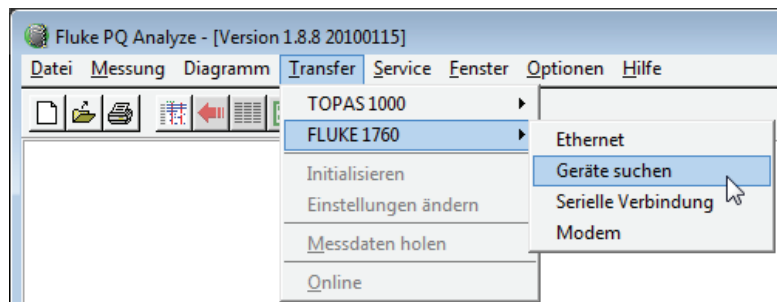 Fluke PQ Analyze - [Version 1.8.8 20100115]
Datei Messung Diagramm Transfer Service Fenster Optionen Hilfe
TOPAS 1000
FLUKE 1760
Ethernet
Geräte suchen
Serielle Verbindung
Modem
Initialisieren
Einstellungen ändern
Messdaten holen
Online